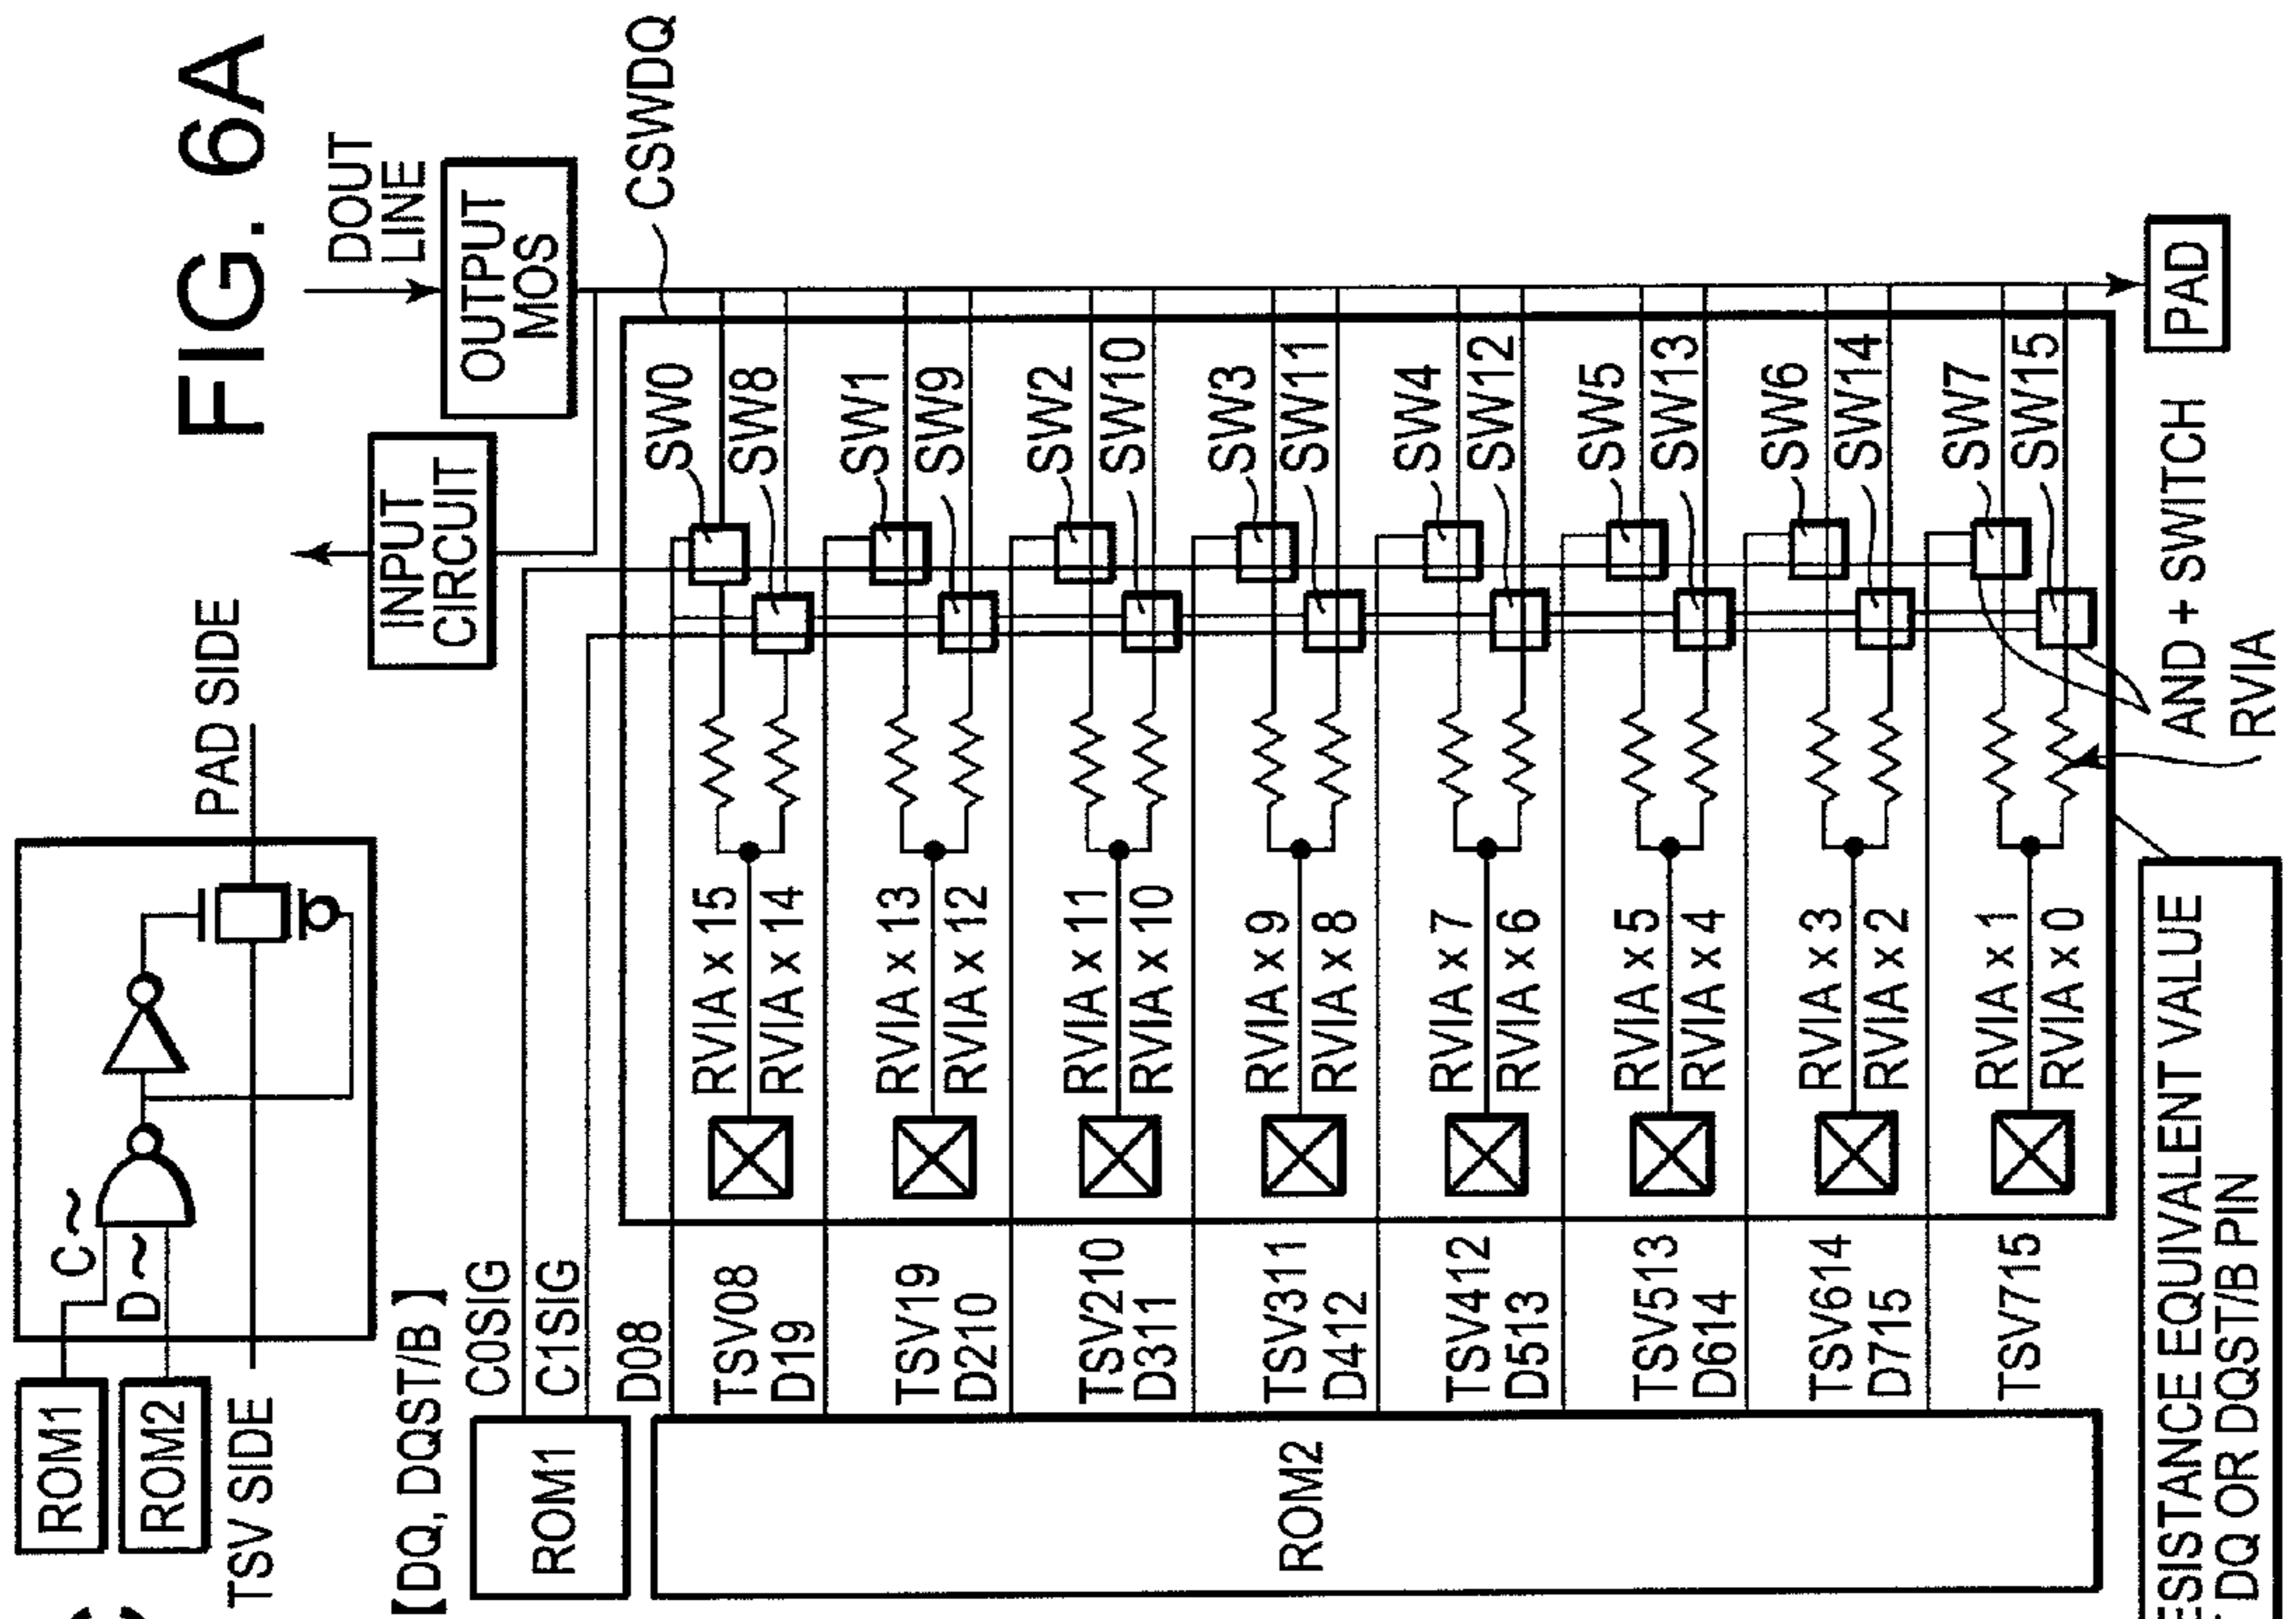 FIG. 6A
ROM1
ROM2
C~
D~
TSV SIDE
PAD SIDE
INPUT
CIRCUIT
DOUT
LINE
OUTPUT
MOS
CSWDQ
[DQ, DQST/B]
ROM1
C0SIG
C1SIG
ROM2
D08
TSV08
D19
TSV19
D210
TSV210
D311
TSV311
D412
TSV412
D513
TSV513
D614
TSV614
D715
TSV715
RVIA x 15
RVIA x 14
RVIA x 13
RVIA x 12
RVIA x 11
RVIA x 10
RVIA x 9
RVIA x 8
RVIA x 7
RVIA x 6
RVIA x 5
RVIA x 4
RVIA x 3
RVIA x 2
RVIA x 1
RVIA x 0
SW0
SW8
SW1
SW9
SW2
SW10
SW3
SW11
SW4
SW12
SW5
SW13
SW6
SW14
SW7
SW15
PAD
AND + SWITCH
RVIA
ESISTANCE EQUIVALENT VALUE
DQ OR DQST/B PIN